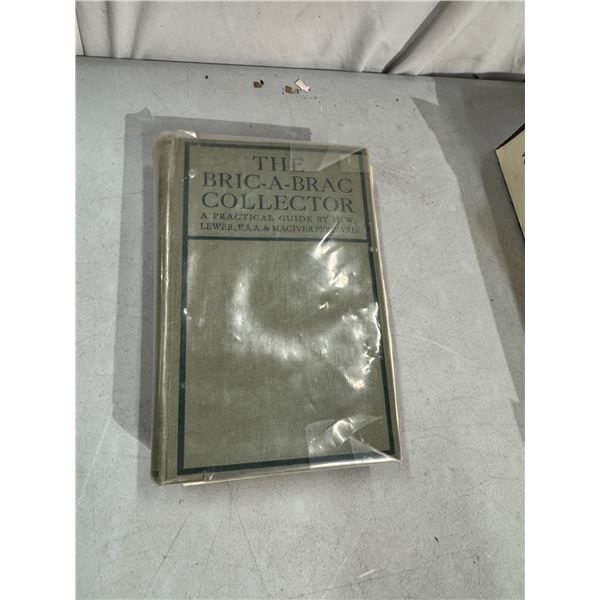 THE
BRIC-A-BRAC
COLLECTOR
A PRACTICAL GUIDE BY H. W.
LEWER, F.S.A. & MACIVER PERCIVAL